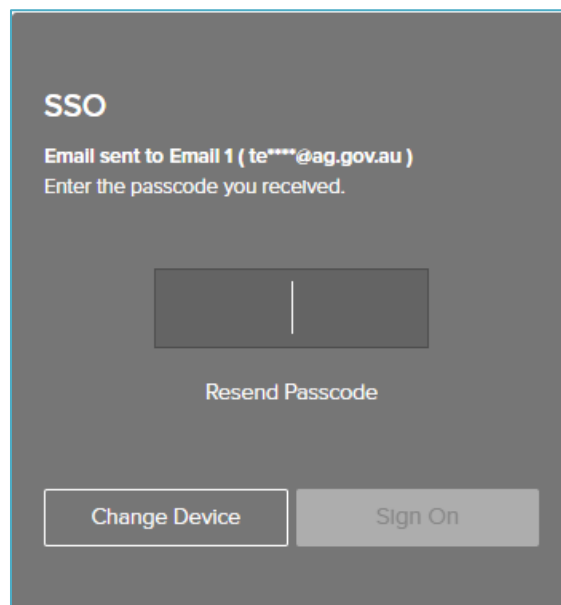 SSO
Email sent to Email 1 ( te****@ag.gov.au )
Enter the passcode you received.
Resend Passcode
Change Device
Sign On